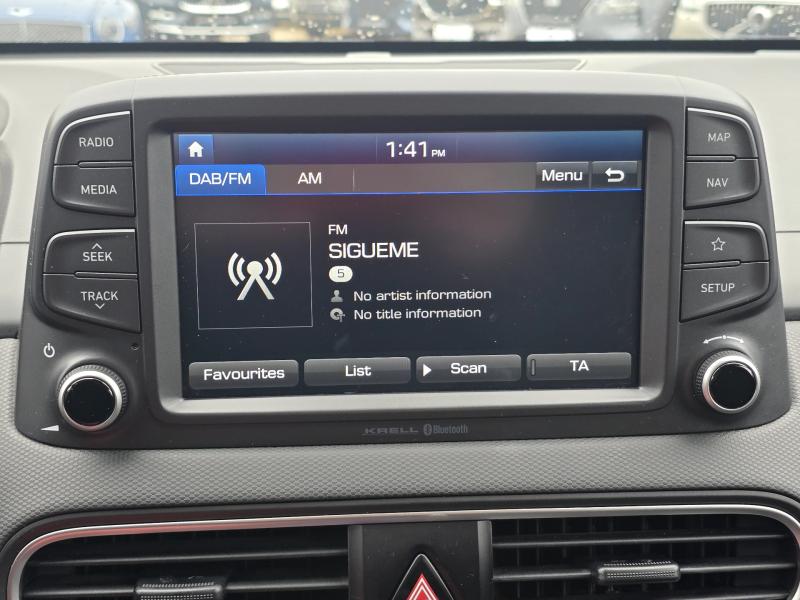 1:41 PM
DAB/FM AM Menu
FM
SIGUEME
5
No artist information
No title information
Favourites List Scan TA
RADIO
MEDIA
SEEK
TRACK
MAP
NAV
SETUP
KRELL Bluetooth